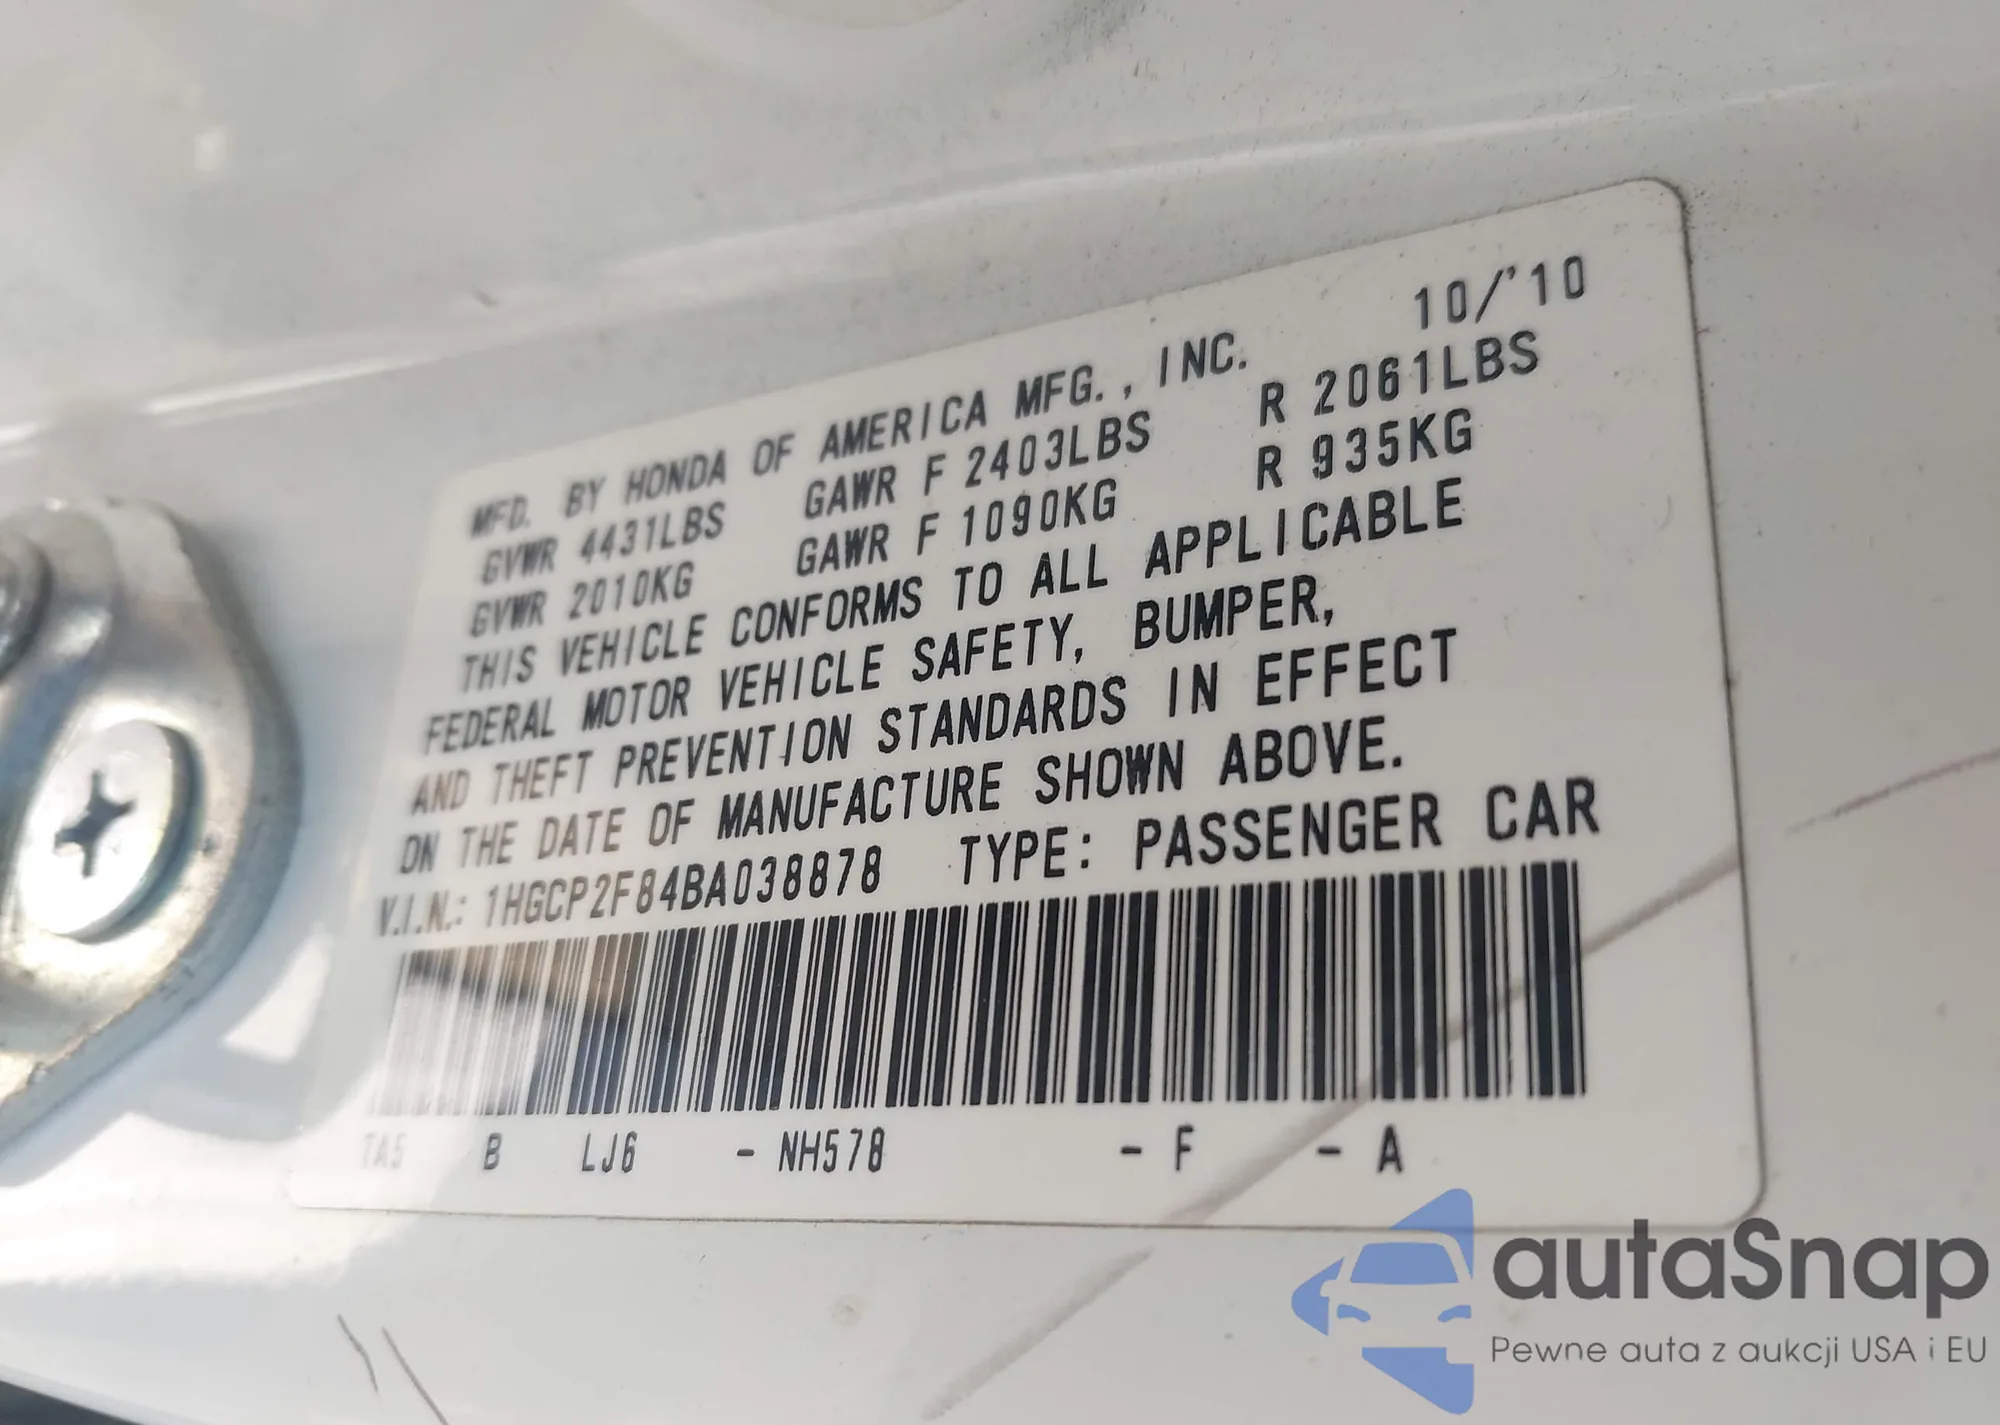 10/'10
MFD. BY HONDA OF AMERICA MFG., INC.
GVWR 4431LBS GAWR F 2403LBS R 2061LBS
GVWR 2010KG GAWR F 1090KG R 935KG
THIS VEHICLE CONFORMS TO ALL APPLICABLE
FEDERAL MOTOR VEHICLE SAFETY, BUMPER,
AND THEFT PREVENTION STANDARDS IN EFFECT
ON THE DATE OF MANUFACTURE SHOWN ABOVE.
V.I.N.: 1HGCP2F84BA038878 TYPE: PASSENGER CAR
TA5 B LJ6 - NH578 - F - A
autaSnap
Pewne auta z aukcji USA i EU